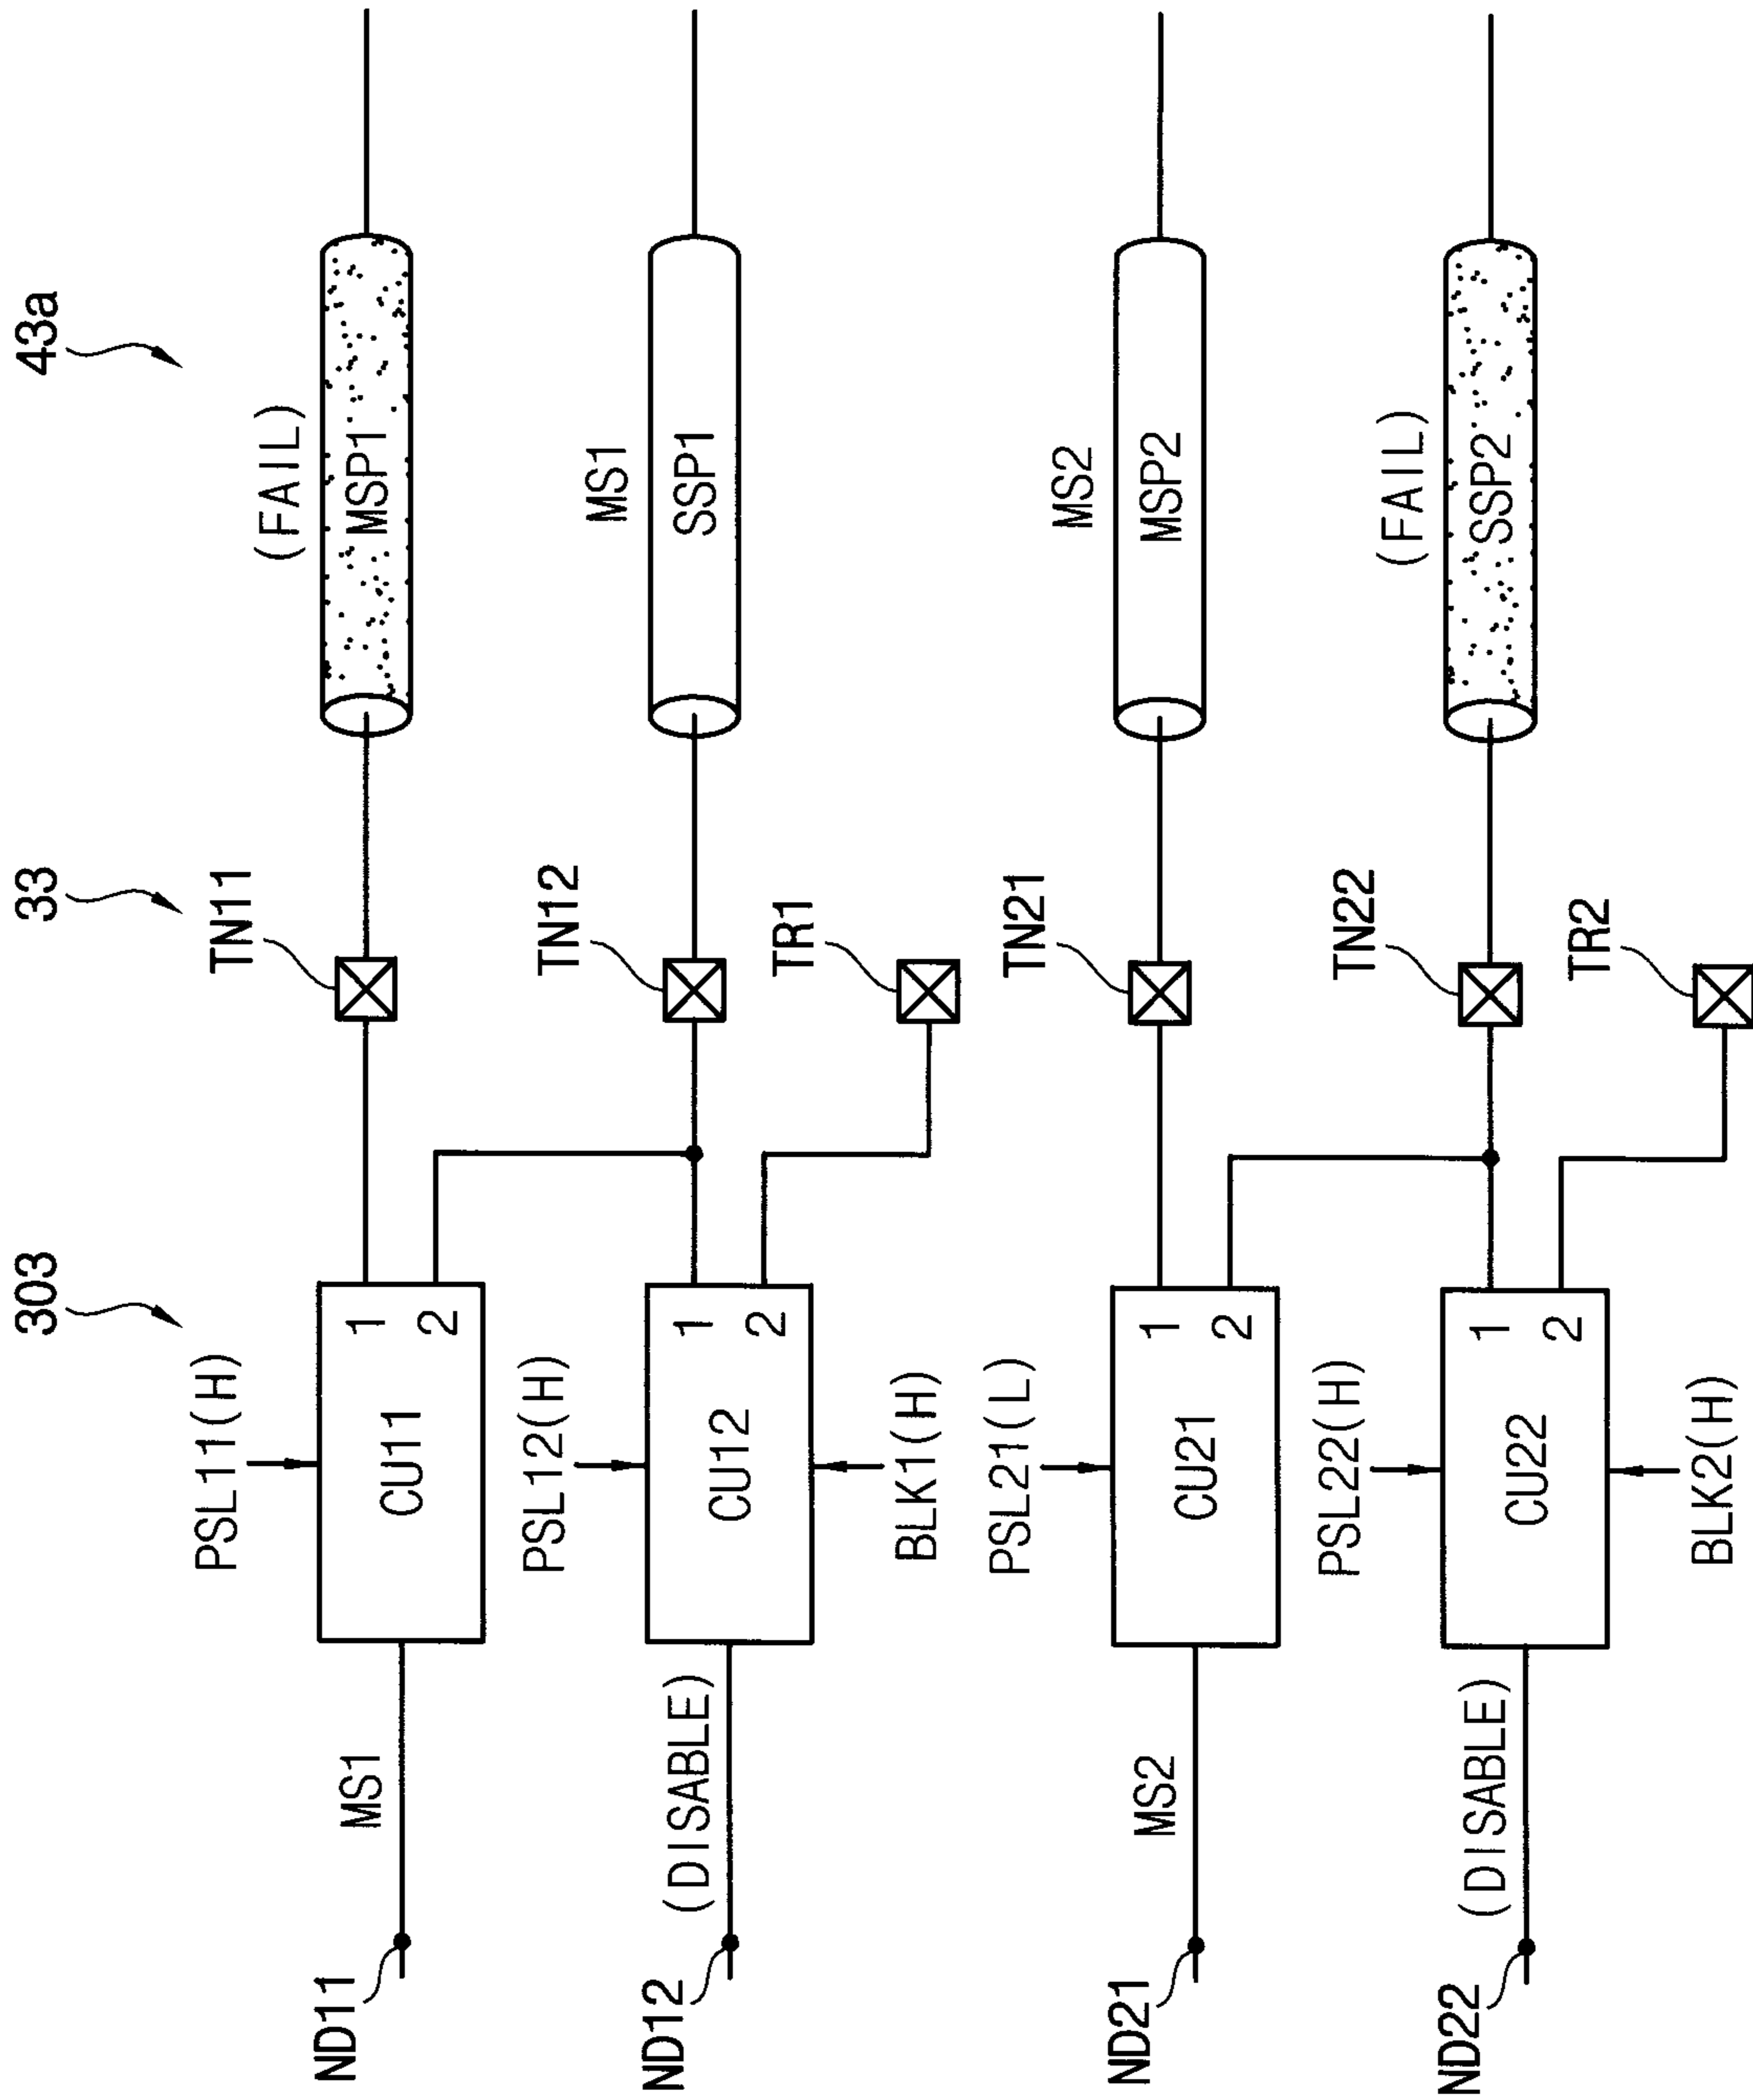 303
33
43a
PSL11(H)
TN11
(FAIL)
ND11
MS1
CU11
1
2
MSP1
PSL12(H)
TN12
MS1
ND12
(DISABLE)
CU12
1
2
SSP1
BLK1(H)
TR1
PSL21(L)
TN21
MS2
ND21
MS2
CU21
1
2
MSP2
PSL22(H)
TN22
(FAIL)
ND22
(DISABLE)
CU22
1
2
SSP2
BLK2(H)
TR2